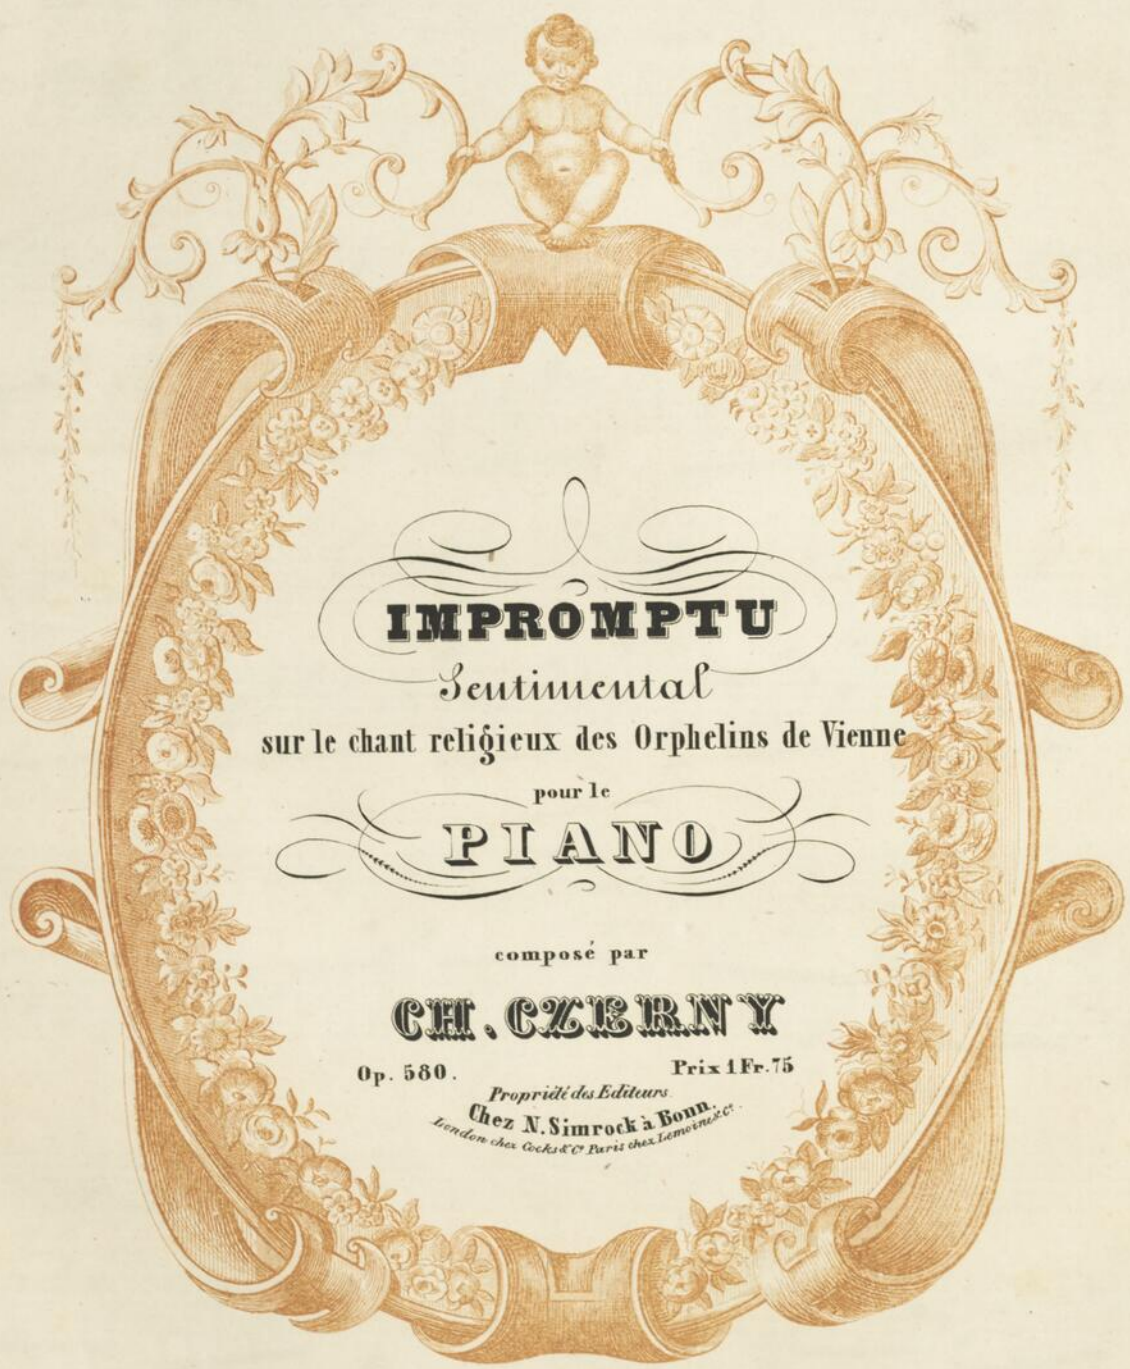 IMPROMPTU
Sentimental
sur le chant religieux des Orphelins de Vienne
pour le
PIANO
composé par
CH. CZERNY
Op. 580. Prix 1 Fr. 75
Propriété des Editeurs.
Chez N. Simrock à Bonn.
London chez Cocks & Cº Paris chez Lemoine & Cº.